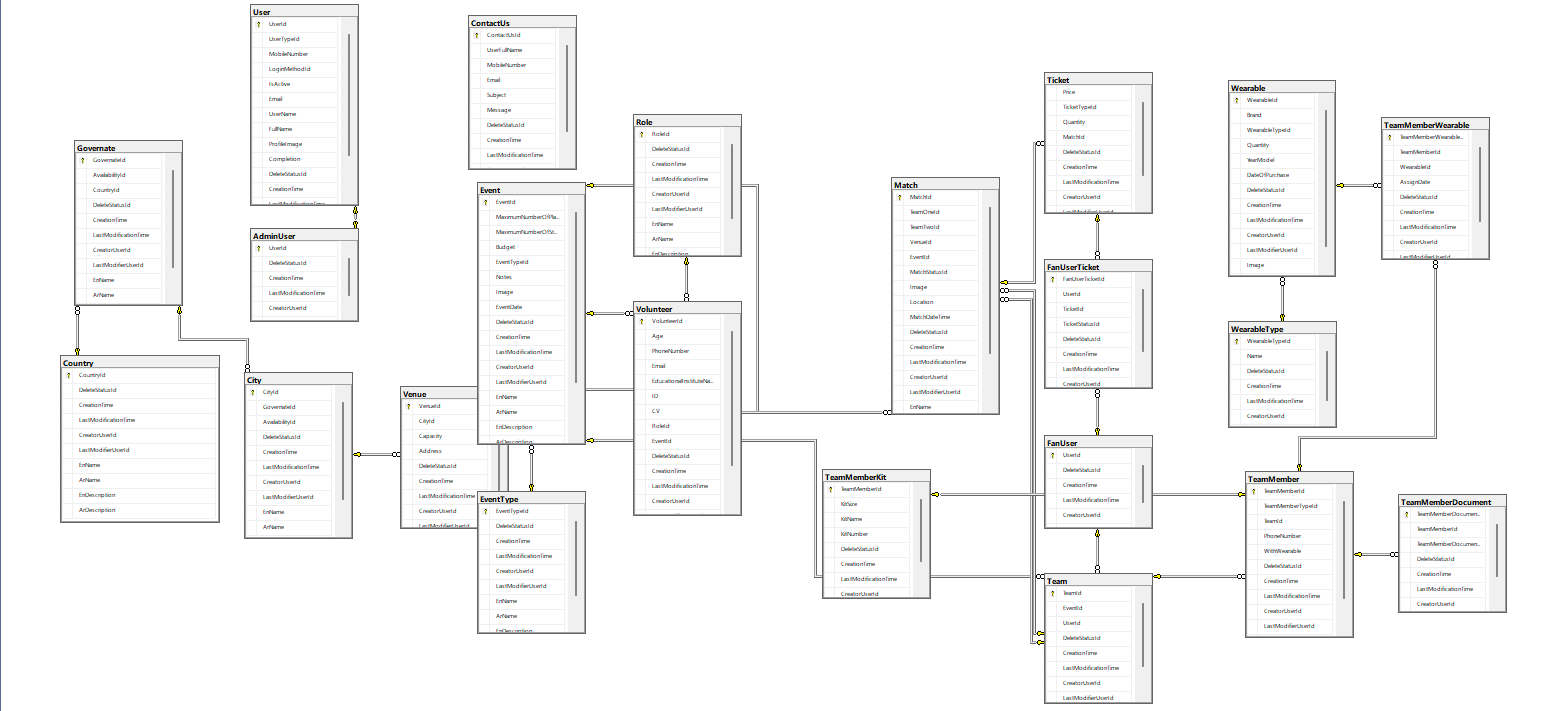 User
UserId
UserTypeId
MobileNumber
LoginMethodId
IsActive
Email
UserName
FullName
ProfileImage
Completion
DeleteStatusId
CreationTime
ContactUs
ContactUsId
UserFullName
MobileNumber
Email
Subject
Message
DeleteStatusId
CreationTime
LastModificationTime
Governate
GovernateId
AvailabilityId
CountryId
DeleteStatusId
CreationTime
LastModificationTime
CreatorUserId
LastModifierUserId
EnName
ArName
AdminUser
UserId
DeleteStatusId
CreationTime
LastModificationTime
CreatorUserId
Country
CountryId
DeleteStatusId
CreationTime
LastModificationTime
CreatorUserId
LastModifierUserId
EnName
ArName
EnDescription
ArDescription
City
CityId
GovernateId
AvailabilityId
DeleteStatusId
CreationTime
LastModificationTime
CreatorUserId
LastModifierUserId
EnName
ArName
Venue
VenueId
CityId
Capacity
Address
DeleteStatusId
CreationTime
LastModificationTime
CreatorUserId
LastModifierUserId
Event
EventId
MaximumNumberOfPla...
MaximumNumberOfSt...
Budget
EventTypeId
Notes
Image
EventDate
DeleteStatusId
CreationTime
LastModificationTime
CreatorUserId
LastModifierUserId
EnName
ArName
EnDescription
ArDescription
EventType
EventTypeId
DeleteStatusId
CreationTime
LastModificationTime
CreatorUserId
LastModifierUserId
EnName
ArName
EnDescription
Role
RoleId
DeleteStatusId
CreationTime
LastModificationTime
CreatorUserId
LastModifierUserId
EnName
ArName
EnDescription
Volunteer
VolunteerId
Age
PhoneNumber
Email
EducationalInstituteNa...
ID
CV
RoleId
EventId
DeleteStatusId
CreationTime
LastModificationTime
CreatorUserId
Match
MatchId
TeamOneId
TeamTwoId
VenueId
EventId
MatchStatusId
Image
Location
MatchDateTime
DeleteStatusId
CreationTime
LastModificationTime
CreatorUserId
LastModifierUserId
EnName
TeamMemberKit
TeamMemberId
KitSize
KitName
KitNumber
DeleteStatusId
CreationTime
LastModificationTime
CreatorUserId
Ticket
Price
TicketTypeId
Quantity
MatchId
DeleteStatusId
CreationTime
LastModificationTime
CreatorUserId
FanUserTicket
FanUserTicketId
UserId
TicketId
TicketStatusId
DeleteStatusId
CreationTime
LastModificationTime
CreatorUserId
FanUser
UserId
DeleteStatusId
CreationTime
LastModificationTime
CreatorUserId
Team
TeamId
EventId
UserId
DeleteStatusId
CreationTime
LastModificationTime
CreatorUserId
LastModifierUserId
Wearable
WearableId
Brand
WearableTypeId
Quantity
YearModel
DateOfPurchase
DeleteStatusId
CreationTime
LastModificationTime
CreatorUserId
LastModifierUserId
Image
WearableType
WearableTypeId
Name
DeleteStatusId
CreationTime
LastModificationTime
CreatorUserId
TeamMemberWearable
TeamMemberWearable...
TeamMemberId
WearableId
AssignDate
DeleteStatusId
CreationTime
LastModificationTime
CreatorUserId
TeamMember
TeamMemberId
TeamMemberTypeId
TeamId
PhoneNumber
WithWearable
DeleteStatusId
CreationTime
LastModificationTime
CreatorUserId
LastModifierUserId
TeamMemberDocument
TeamMemberDocumen...
TeamMemberId
TeamMemberDocumen...
DeleteStatusId
CreationTime
LastModificationTime
CreatorUserId